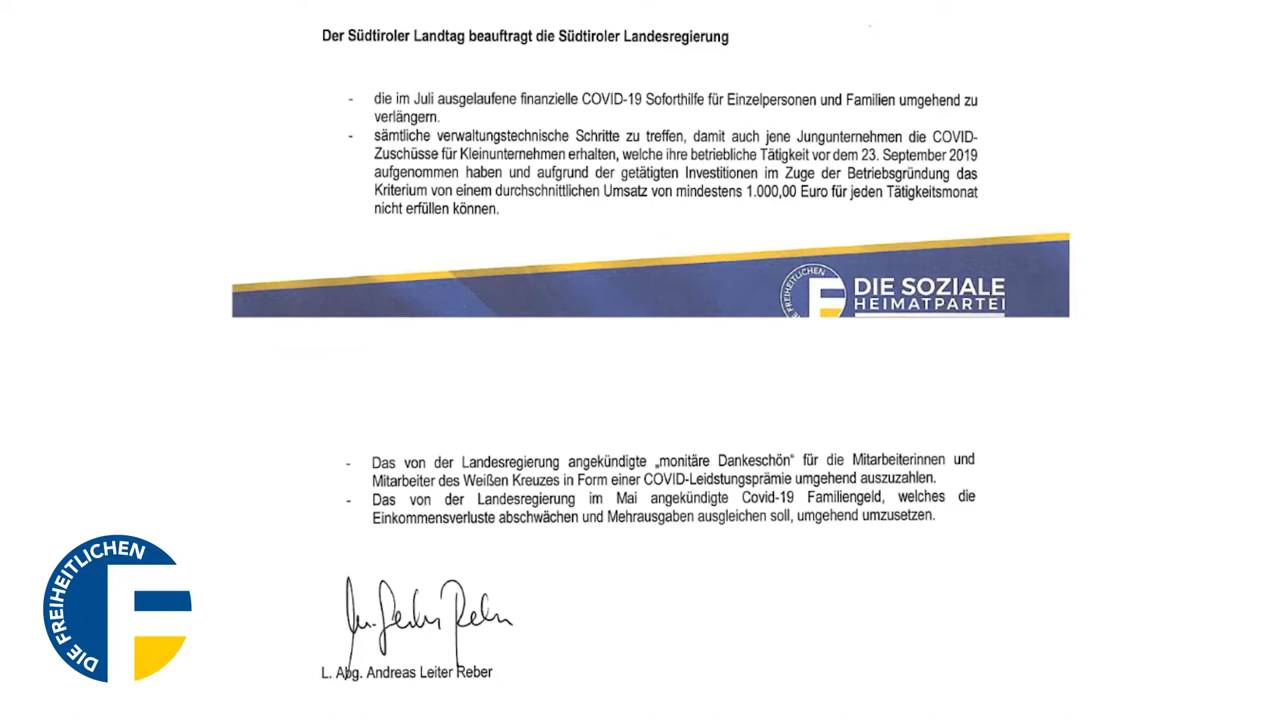 Der Südtiroler Landtag beauftragt die Südtiroler Landesregierung
- die im Juli ausgelaufene finanzielle COVID-19 Soforthilfe für Einzelpersonen und Familien umgehend zu
verlängern.
- sämtliche verwaltungstechnische Schritte zu treffen, damit auch jene Jungunternehmen die COVID-
Zuschüsse für Kleinunternehmen erhalten, welche ihre betriebliche Tätigkeit vor dem 23. September 2019
aufgenommen haben und aufgrund der getätigten Investitionen im Zuge der Betriebsgründung das
Kriterium von einem durchschnittlichen Umsatz von mindestens 1.000,00 Euro für jeden Tätigkeitsmonat
nicht erfüllen können.
DIE FREIHEITLICHEN
F
DIE SOZIALE
HEIMATPARTEI
- Das von der Landesregierung angekündigte „monitäre Dankeschön“ für die Mitarbeiterinnen und
Mitarbeiter des Weißen Kreuzes in Form einer COVID-Leidstungsprämie umgehend auszuzahlen.
- Das von der Landesregierung im Mai angekündigte Covid-19 Familiengeld, welches die
Einkommensverluste abschwächen und Mehrausgaben ausgleichen soll, umgehend umzusetzen.
DIE FREIHEITLICHEN
F
L. Abg. Andreas Leiter Reber